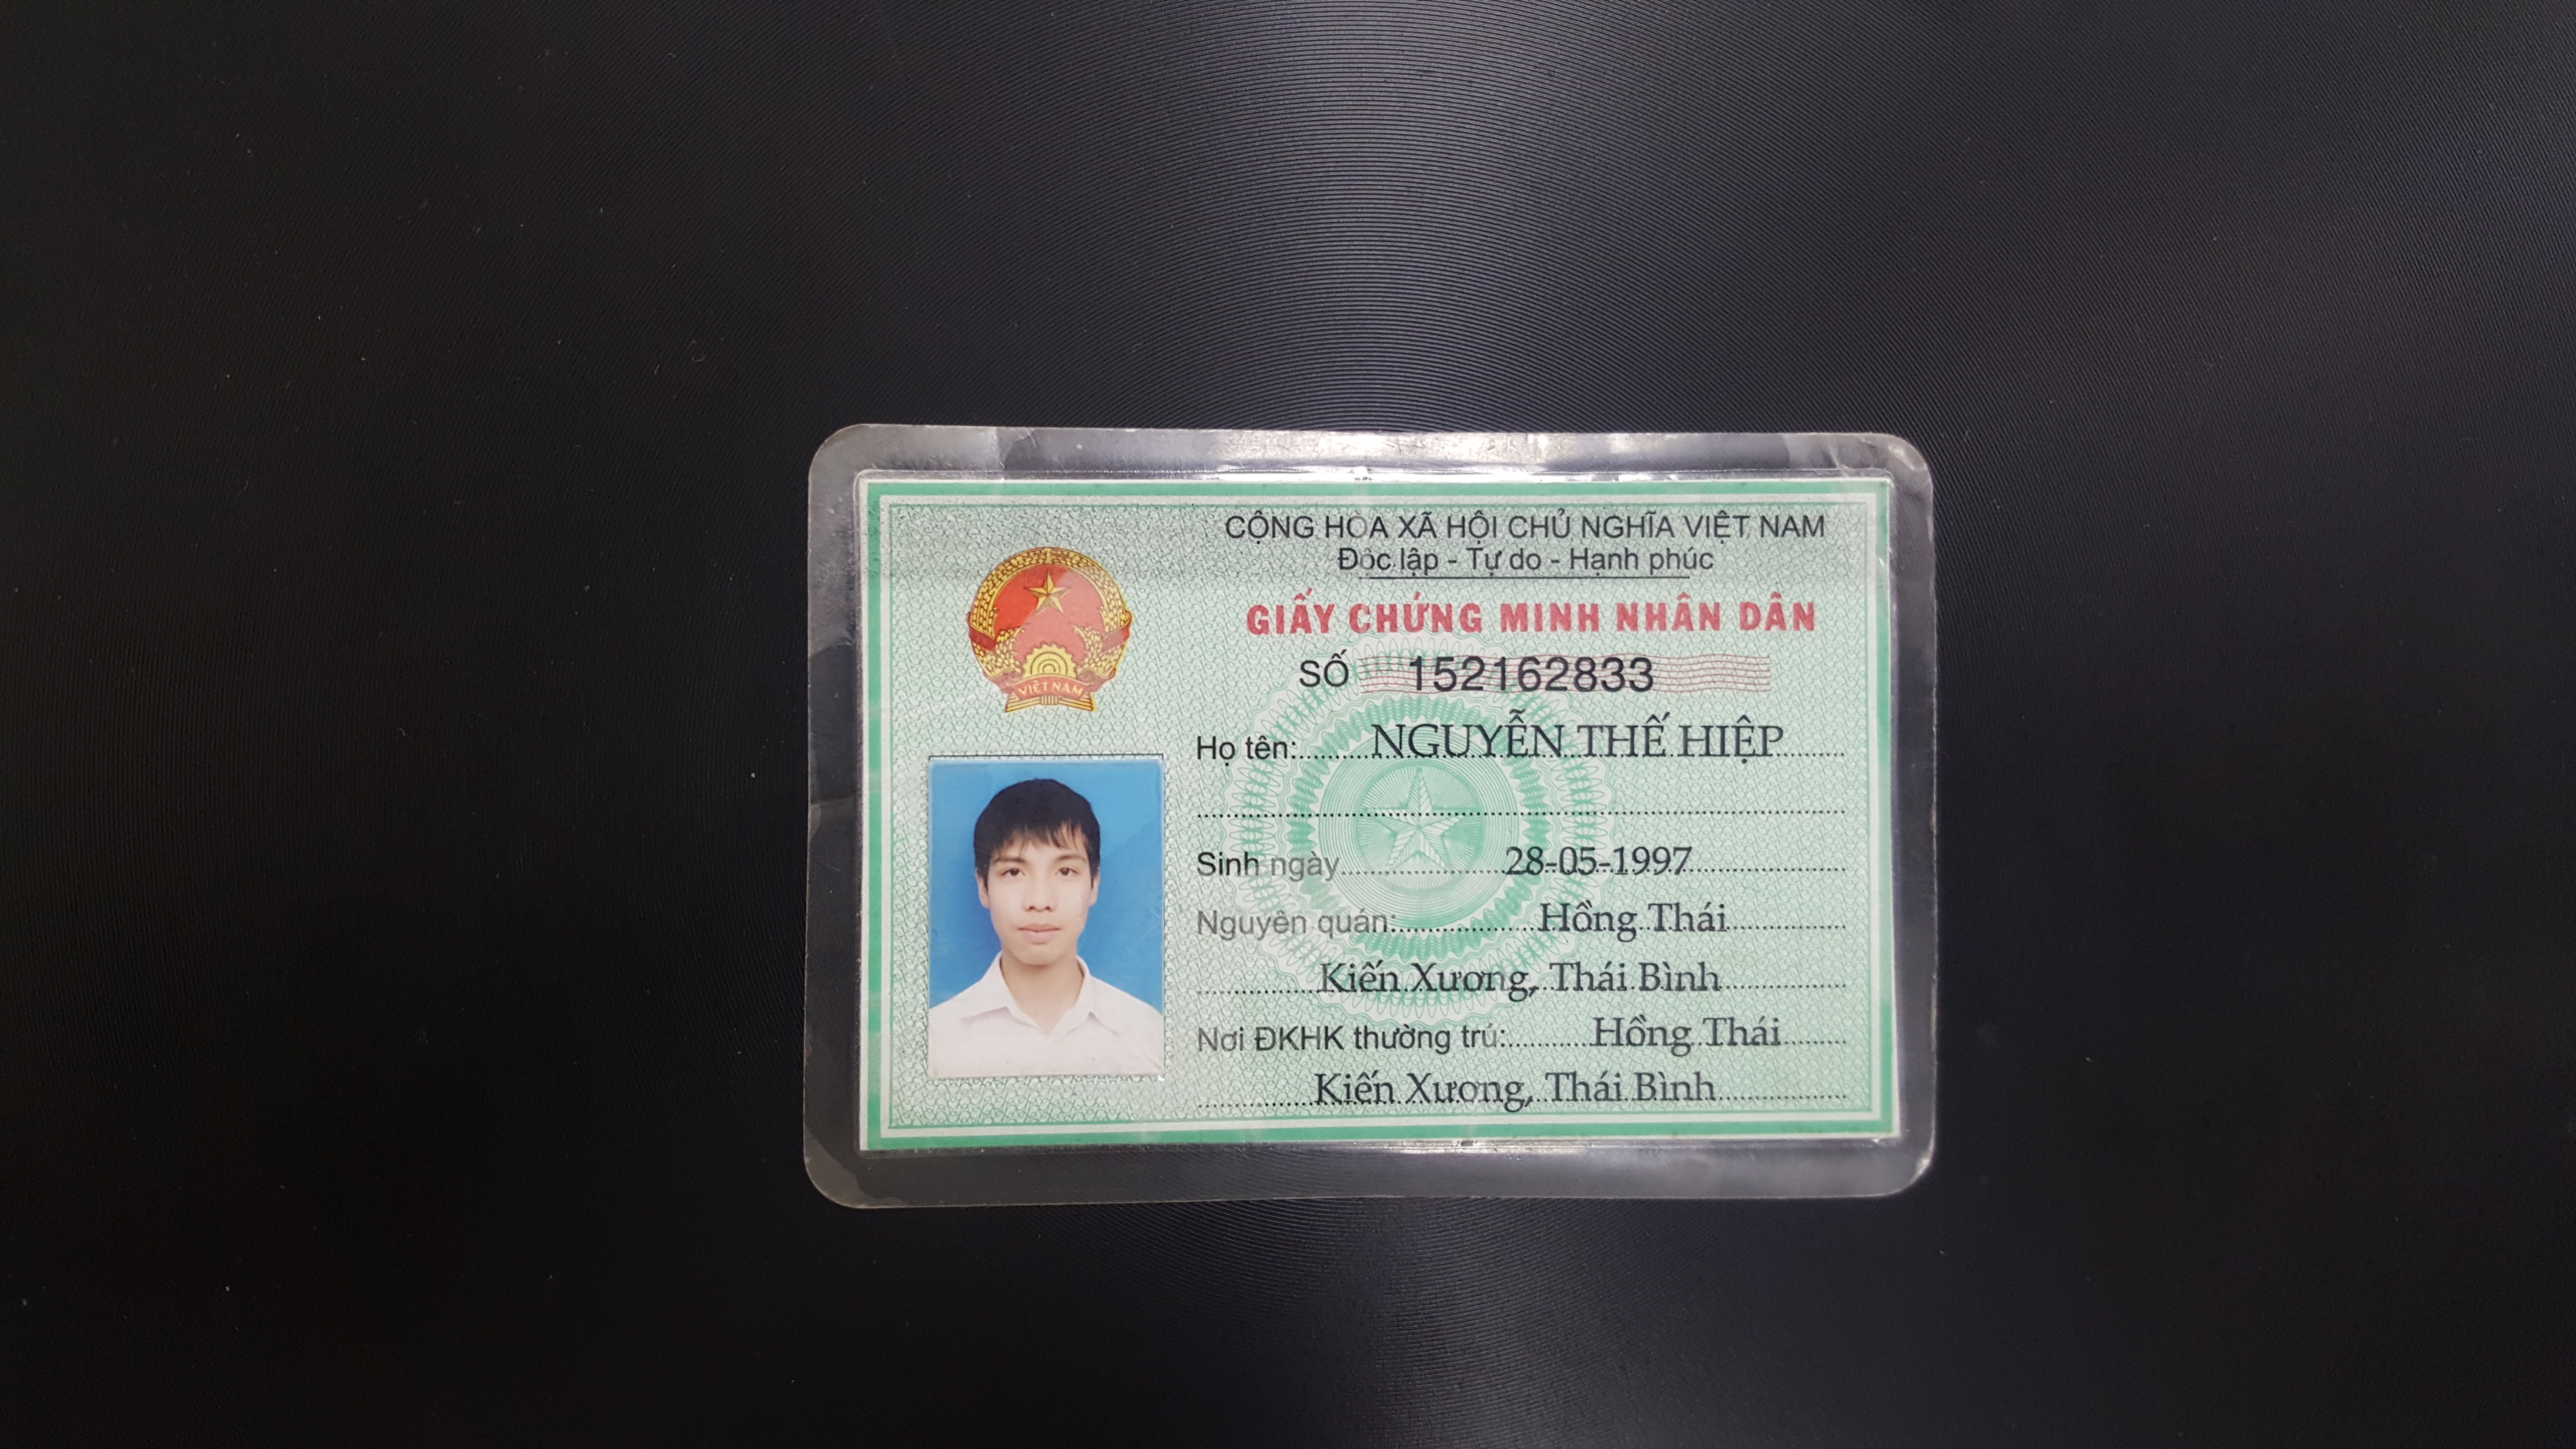 CỘNG HÒA XÃ HỘI CHỦ NGHĨA VIỆT NAM
Độc lập - Tự do - Hạnh phúc
GIẤY CHỨNG MINH NHÂN DÂN
SỐ 152162833
Họ tên: NGUYỄN THẾ HIỆP
Sinh ngày 28-05-1997
Nguyên quán: Hồng Thái
Kiến Xương, Thái Bình
Nơi ĐKHK thường trú: Hồng Thái
Kiến Xương, Thái Bình
VIỆT NAM